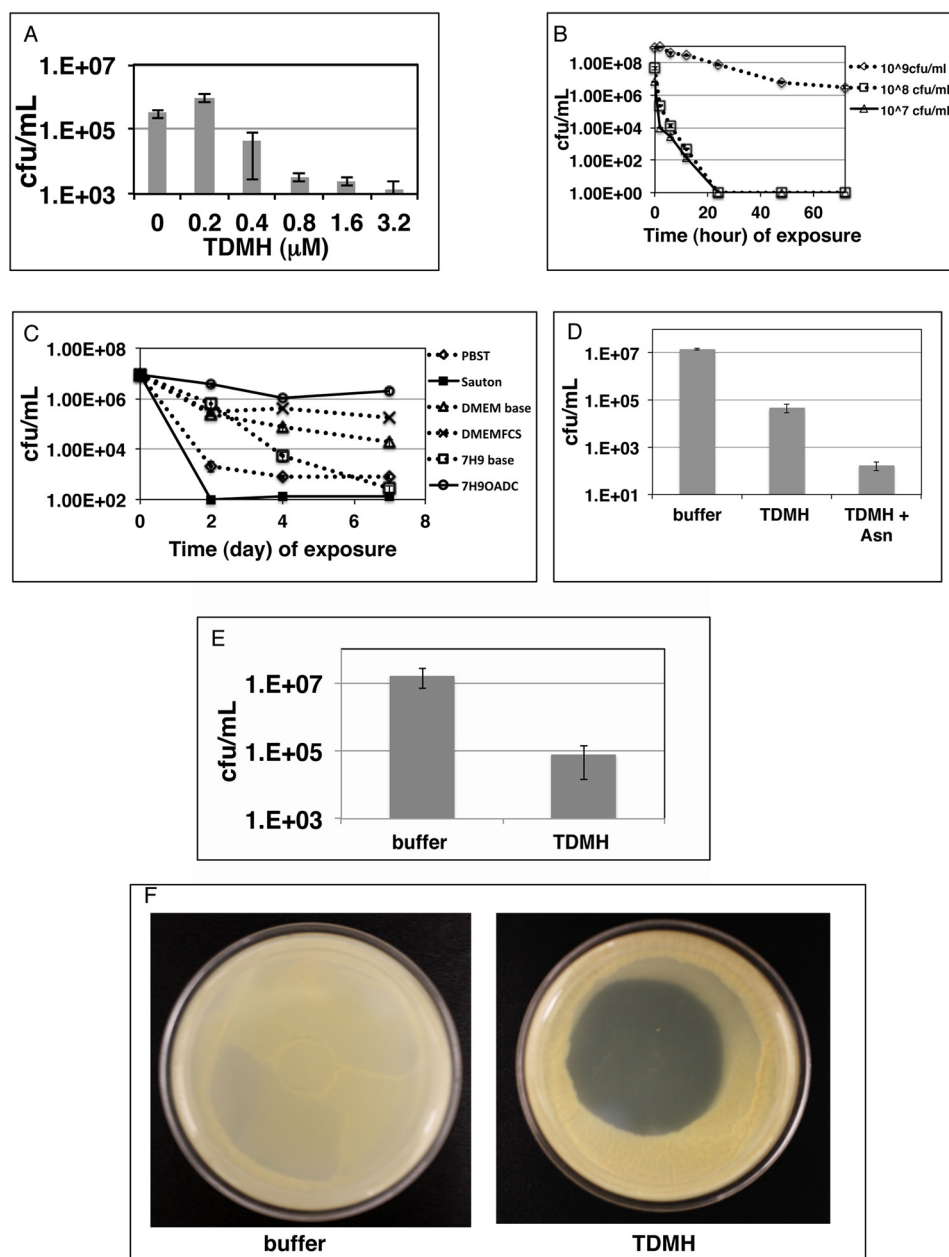 A
cfu/mL
1.E+07
1.E+05
1.E+03
0 0.2 0.4 0.8 1.6 3.2
TDMH (μM)
B
cfu/mL
1.00E+08
1.00E+06
1.00E+04
1.00E+02
1.00E+00
0 20 40 60
Time (hour) of exposure
10^9cfu/ml
10^8 cfu/ml
10^7 cfu/ml
C
cfu/mL
1.00E+08
1.00E+06
1.00E+04
1.00E+02
0 2 4 6 8
Time (day) of exposure
PBST
Sauton
DMEM base
DMEMFCS
7H9 base
7H9OADC
D
cfu/mL
1.E+07
1.E+05
1.E+03
1.E+01
buffer TDMH TDMH +
Asn
E
cfu/mL
1.E+07
1.E+05
1.E+03
buffer TDMH
F
buffer TDMH